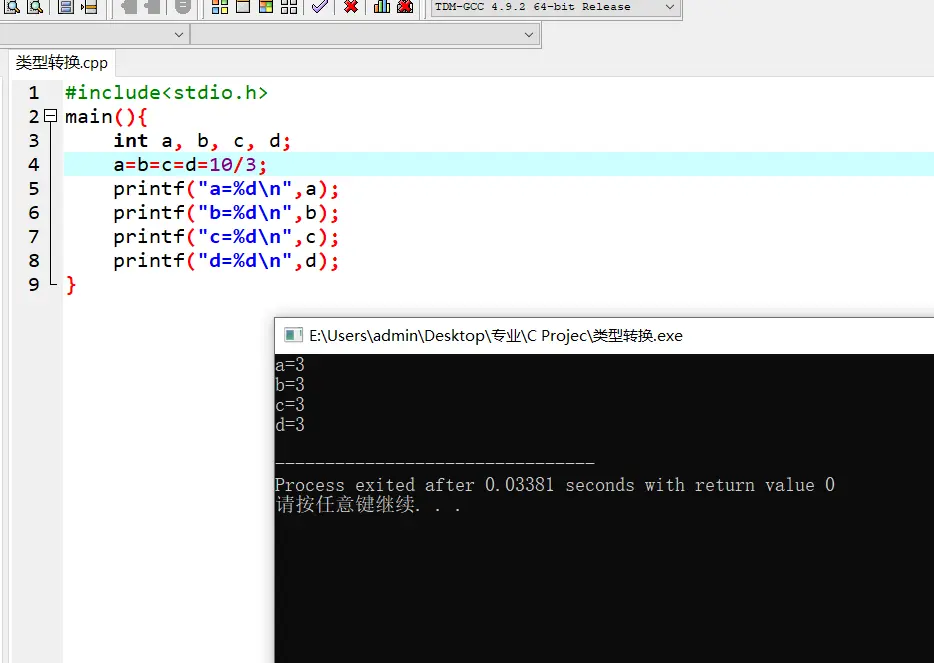 TDM-GCC 4.9.2 64-bit Release
类型转换.cpp
1 #include<stdio.h>
2 main(){
3 int a, b, c, d;
4 a=b=c=d=10/3;
5 printf("a=%d\n",a);
6 printf("b=%d\n",b);
7 printf("c=%d\n",c);
8 printf("d=%d\n",d);
9 }
E:\Users\admin\Desktop\专业\C Projec\类型转换.exe
a=3
b=3
c=3
d=3
--------------------------------
Process exited after 0.03381 seconds with return value 0
请按任意键继续. . .